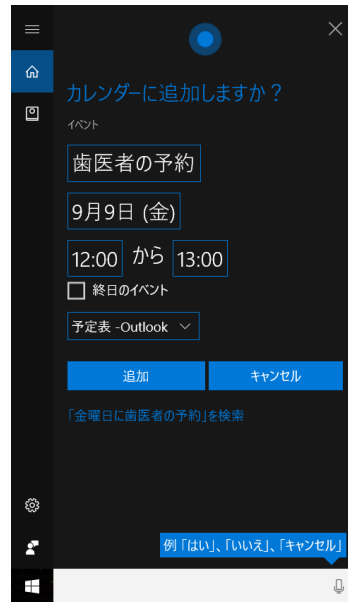 カレンダーに追加しますか？
イベント
歯医者の予約
9月9日 (金)
12:00 から 13:00
終日のイベント
予定表 -Outlook
追加 キャンセル
「金曜日に歯医者の予約」を検索
例「はい」、「いいえ」、「キャンセル」